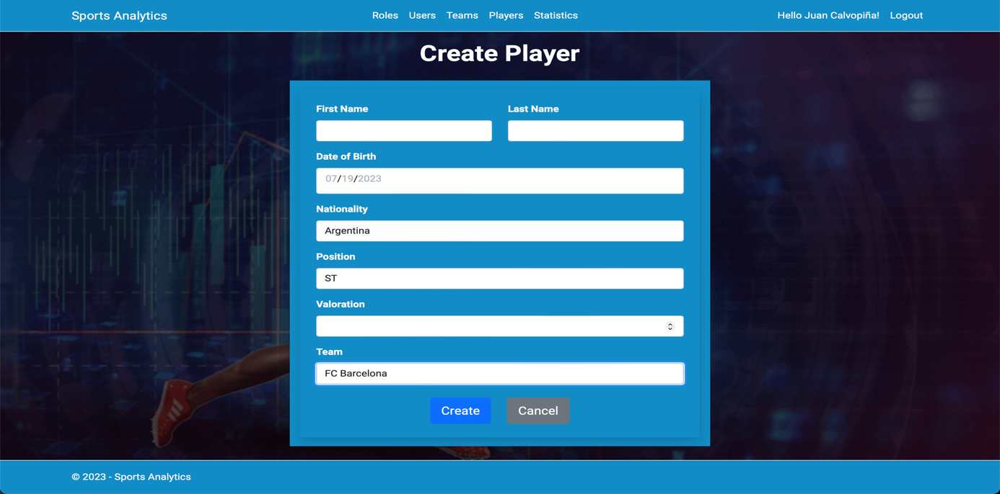 Sports Analytics Roles Users Teams Players Statistics Hello Juan Calvopiña! Logout
Create Player
First Name Last Name
Date of Birth
07/19/2023
Nationality
Argentina
Position
ST
Valoration
Team
FC Barcelona
Create Cancel
© 2023 - Sports Analytics